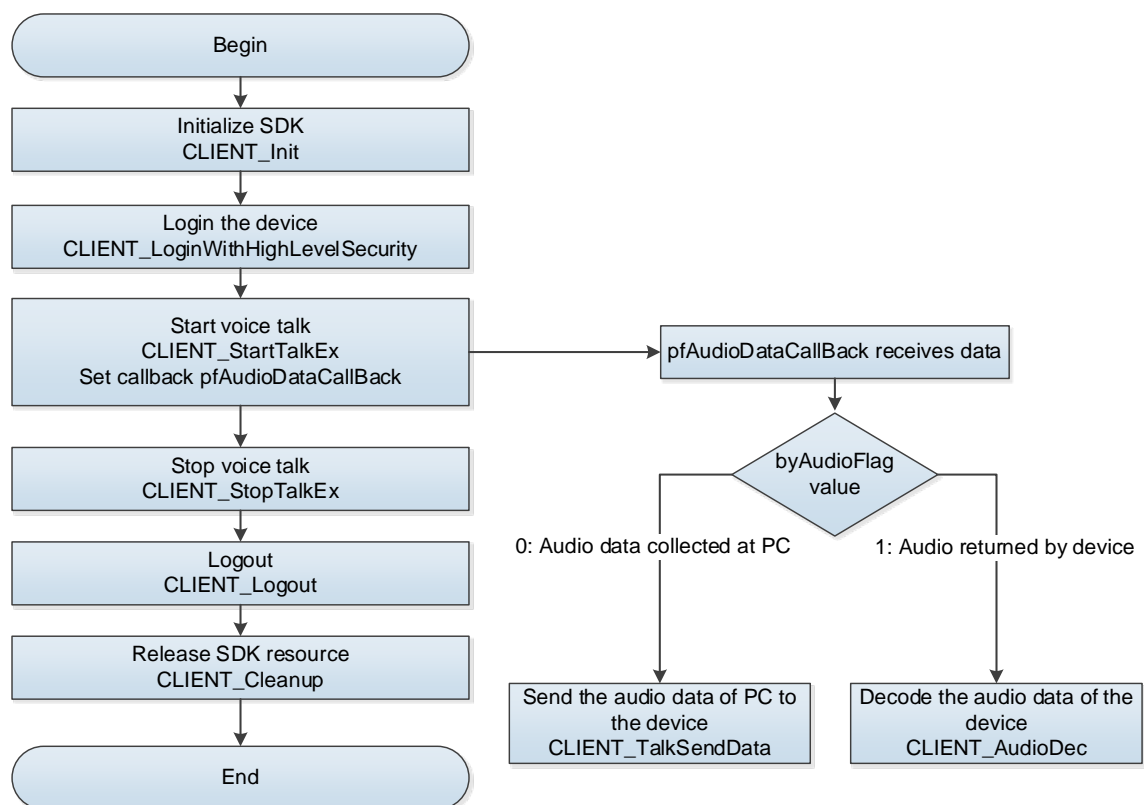 Begin
Initialize SDK
CLIENT_Init
Login the device
CLIENT_LoginWithHighLevelSecurity
Start voice talk
CLIENT_StartTalkEx
Set callback pfAudioDataCallBack
Stop voice talk
CLIENT_StopTalkEx
Logout
CLIENT_Logout
Release SDK resource
CLIENT_Cleanup
End
pfAudioDataCallBack receives data
byAudioFlag
value
0: Audio data collected at PC
1: Audio returned by device
Send the audio data of PC to
the device
CLIENT_TalkSendData
Decode the audio data of the
device
CLIENT_AudioDec